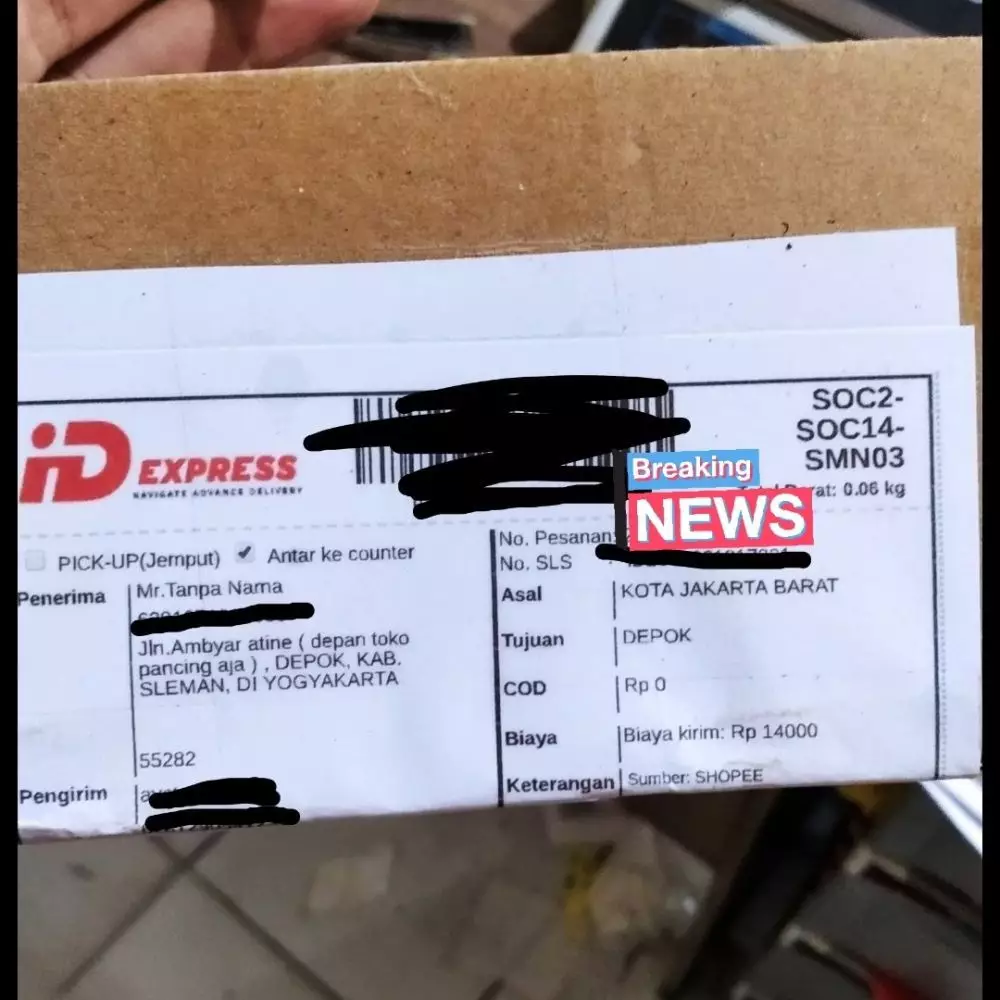 SOC2-
SOC14-
SMN03
iD EXPRESS
NAVIGATE ADVANCE DELIVERY
Breaking
NEWS
0.06 kg
PICK-UP(Jemput) Antar ke counter
Penerima
Mr.Tanpa Nama
Jln.Ambyar atine ( depan toko
pancing aja ) , DEPOK, KAB.
SLEMAN, DI YOGYAKARTA
55282
Pengirim
No. Pesanan:
No. SLS
Asal KOTA JAKARTA BARAT
Tujuan DEPOK
COD Rp 0
Biaya Biaya kirim: Rp 14000
Keterangan Sumber: SHOPEE